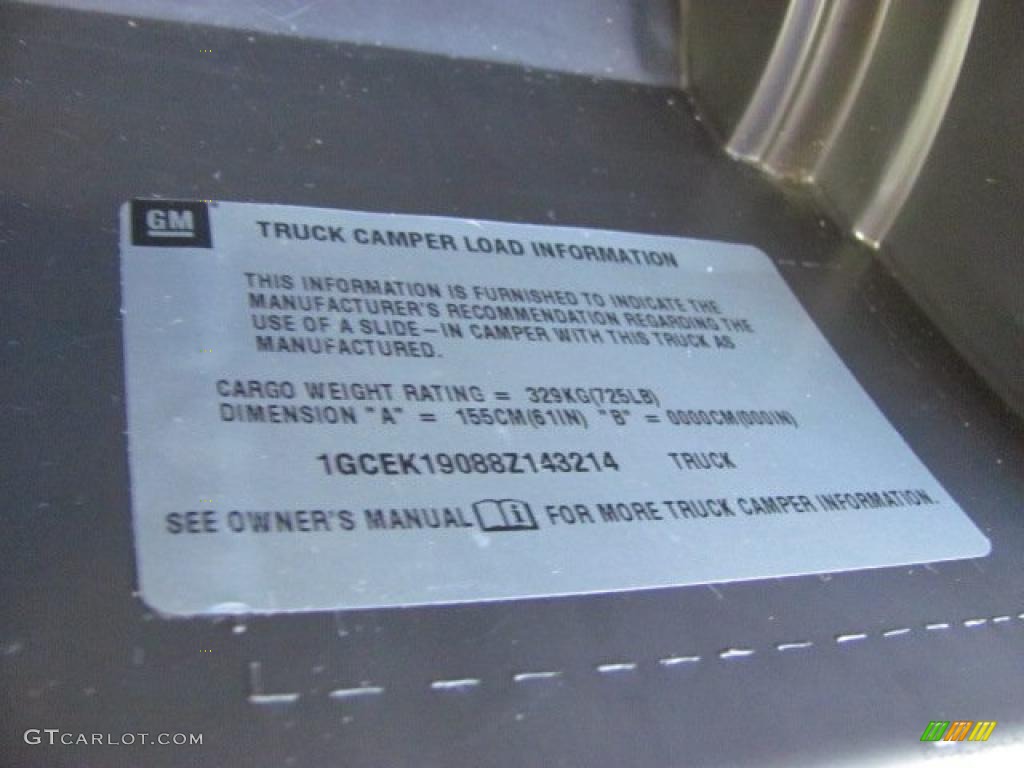 GM
TRUCK CAMPER LOAD INFORMATION
THIS INFORMATION IS FURNISHED TO INDICATE THE
MANUFACTURER'S RECOMMENDATION REGARDING THE
USE OF A SLIDE-IN CAMPER WITH THIS TRUCK AS
MANUFACTURED.
CARGO WEIGHT RATING = 329KG(725LB)
DIMENSION "A" = 155CM(61IN) "B" = 0000CM(000IN)
1GCEK19088Z143214 TRUCK
SEE OWNER'S MANUAL i FOR MORE TRUCK CAMPER INFORMATION.
GTCARLOT.COM